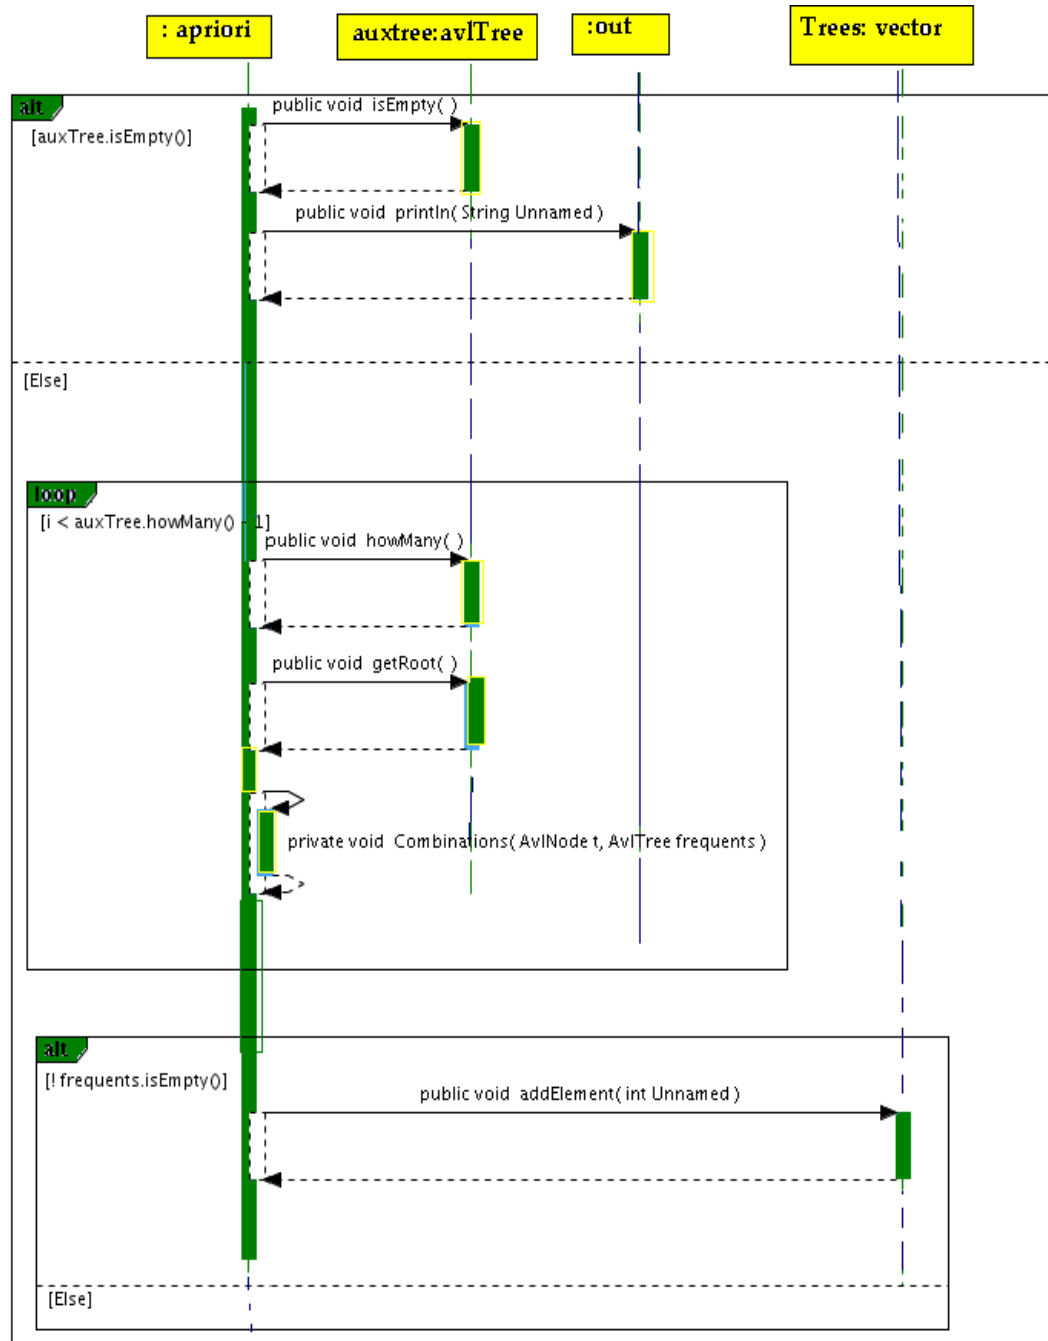 : apriori
auxtree:avlTree
:out
Trees: vector
alt
public void isEmpty( )
[auxTree.isEmpty()]
public void println( String Unnamed )
[Else]
loop
[i < auxTree.howMany() - 1]
public void howMany( )
public void getRoot( )
private void Combinations( AvlNode t, AvlTree frequents )
alt
[! frequents.isEmpty()]
public void addElement( int Unnamed )
[Else]